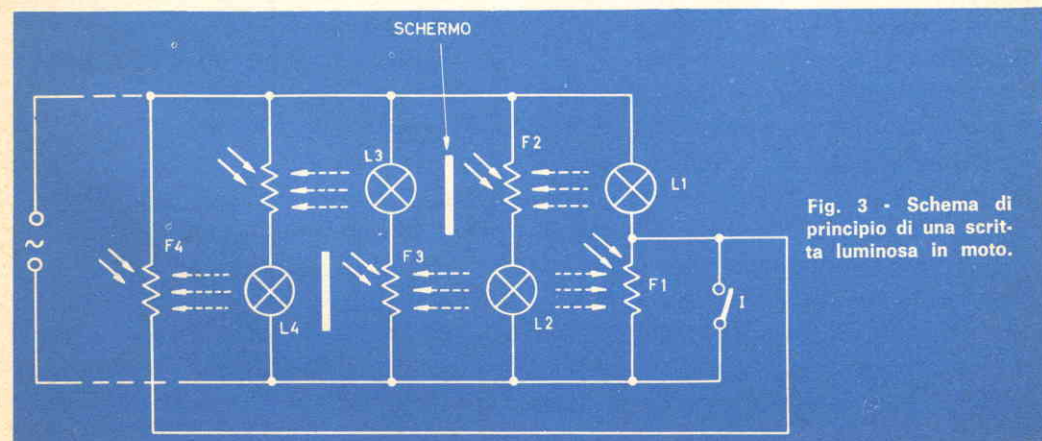 SCHERMO
F2
L3
L1
F4
F3
F1
I
L4
L2
~
Fig. 3 - Schema di
principio di una scrit-
ta luminosa in moto.